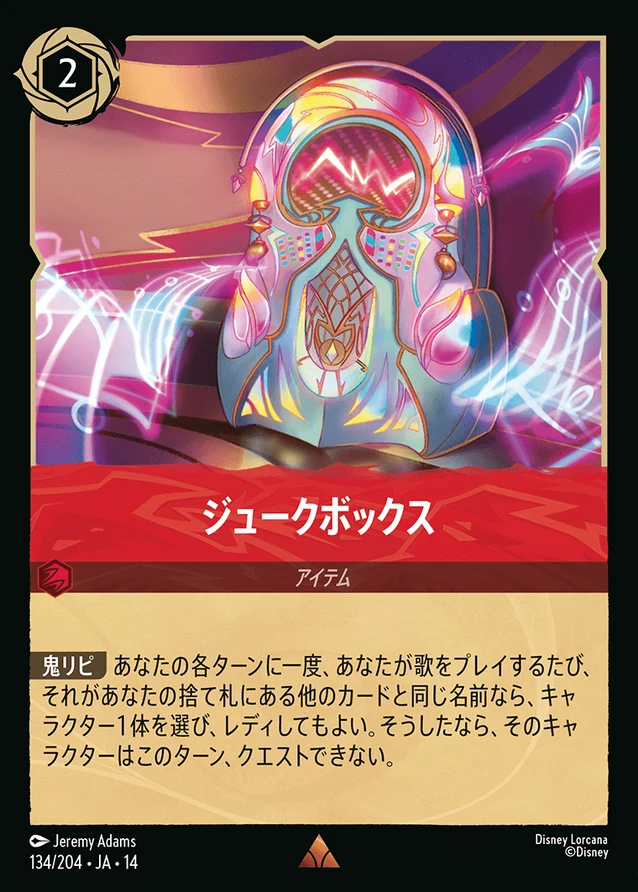 2
ジュークボックス
アイテム
鬼リピ あなたの各ターンに一度、あなたが歌をプレイするたび、
それがあなたの捨て札にある他のカードと同じ名前なら、キャ
ラクター1体を選び、レディしてもよい。そうしたなら、そのキャ
ラクターはこのターン、クエストできない。
Jeremy Adams
134/204 • JA • 14
Disney Lorcana
©Disney